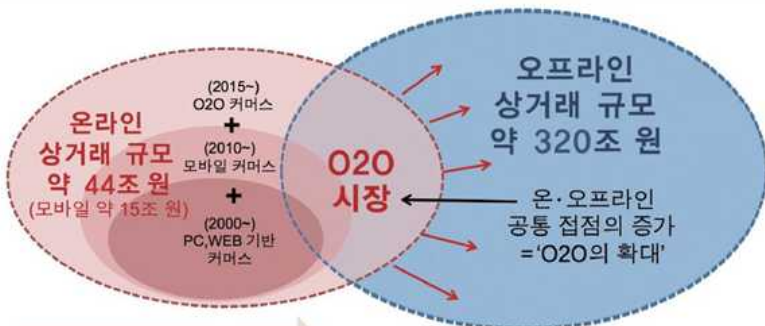 온라인
상거래 규모
약 44조 원
(모바일 약 15조 원)
(2015~)
O2O 커머스
+
(2010~)
모바일 커머스
+
(2000~)
PC,WEB 기반
커머스
O2O
시장
오프라인
상거래 규모
약 320조 원
온·오프라인
공통 접점의 증가
=‘O2O의 확대’